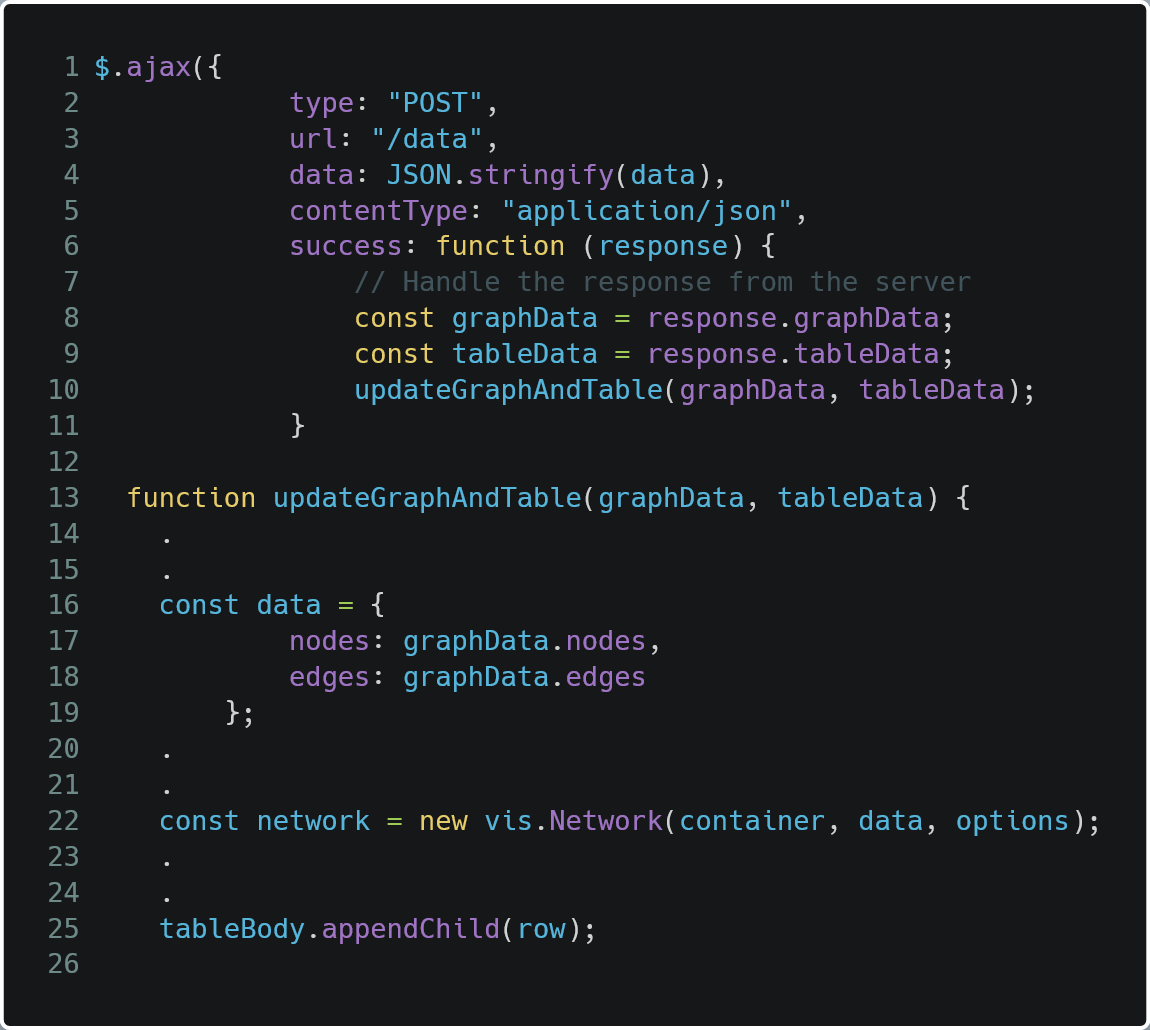 1 $.ajax({
2             type: "POST",
3             url: "/data",
4             data: JSON.stringify(data),
5             contentType: "application/json",
6             success: function (response) {
7                 // Handle the response from the server
8                 const graphData = response.graphData;
9                 const tableData = response.tableData;
10                 updateGraphAndTable(graphData, tableData);
11             }
12
13   function updateGraphAndTable(graphData, tableData) {
14     .
15     .
16     const data = {
17             nodes: graphData.nodes,
18             edges: graphData.edges
19         };
20     .
21     .
22     const network = new vis.Network(container, data, options);
23     .
24     .
25     tableBody.appendChild(row);
26